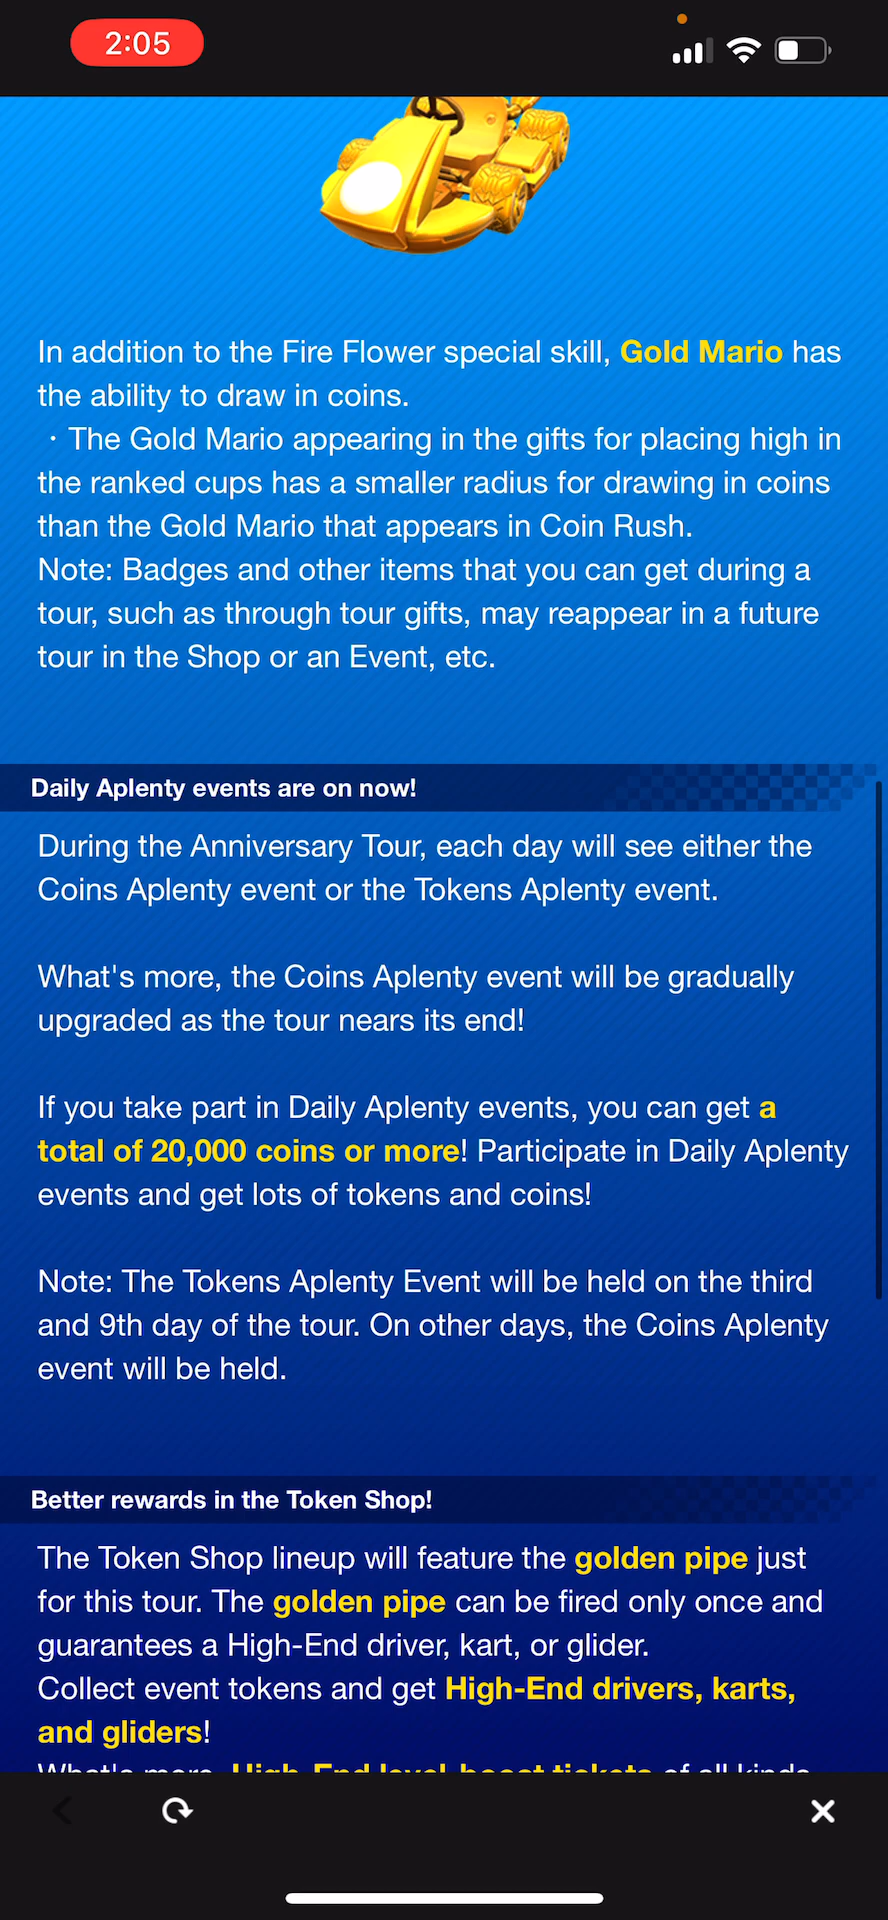 2:05
In addition to the Fire Flower special skill, Gold Mario has
the ability to draw in coins.
・The Gold Mario appearing in the gifts for placing high in
the ranked cups has a smaller radius for drawing in coins
than the Gold Mario that appears in Coin Rush.
Note: Badges and other items that you can get during a
tour, such as through tour gifts, may reappear in a future
tour in the Shop or an Event, etc.
Daily Aplenty events are on now!
During the Anniversary Tour, each day will see either the
Coins Aplenty event or the Tokens Aplenty event.
What's more, the Coins Aplenty event will be gradually
upgraded as the tour nears its end!
If you take part in Daily Aplenty events, you can get a
total of 20,000 coins or more! Participate in Daily Aplenty
events and get lots of tokens and coins!
Note: The Tokens Aplenty Event will be held on the third
and 9th day of the tour. On other days, the Coins Aplenty
event will be held.
Better rewards in the Token Shop!
The Token Shop lineup will feature the golden pipe just
for this tour. The golden pipe can be fired only once and
guarantees a High-End driver, kart, or glider.
Collect event tokens and get High-End drivers, karts,
and gliders!
What's more, High-End level-boost tickets of all kinds